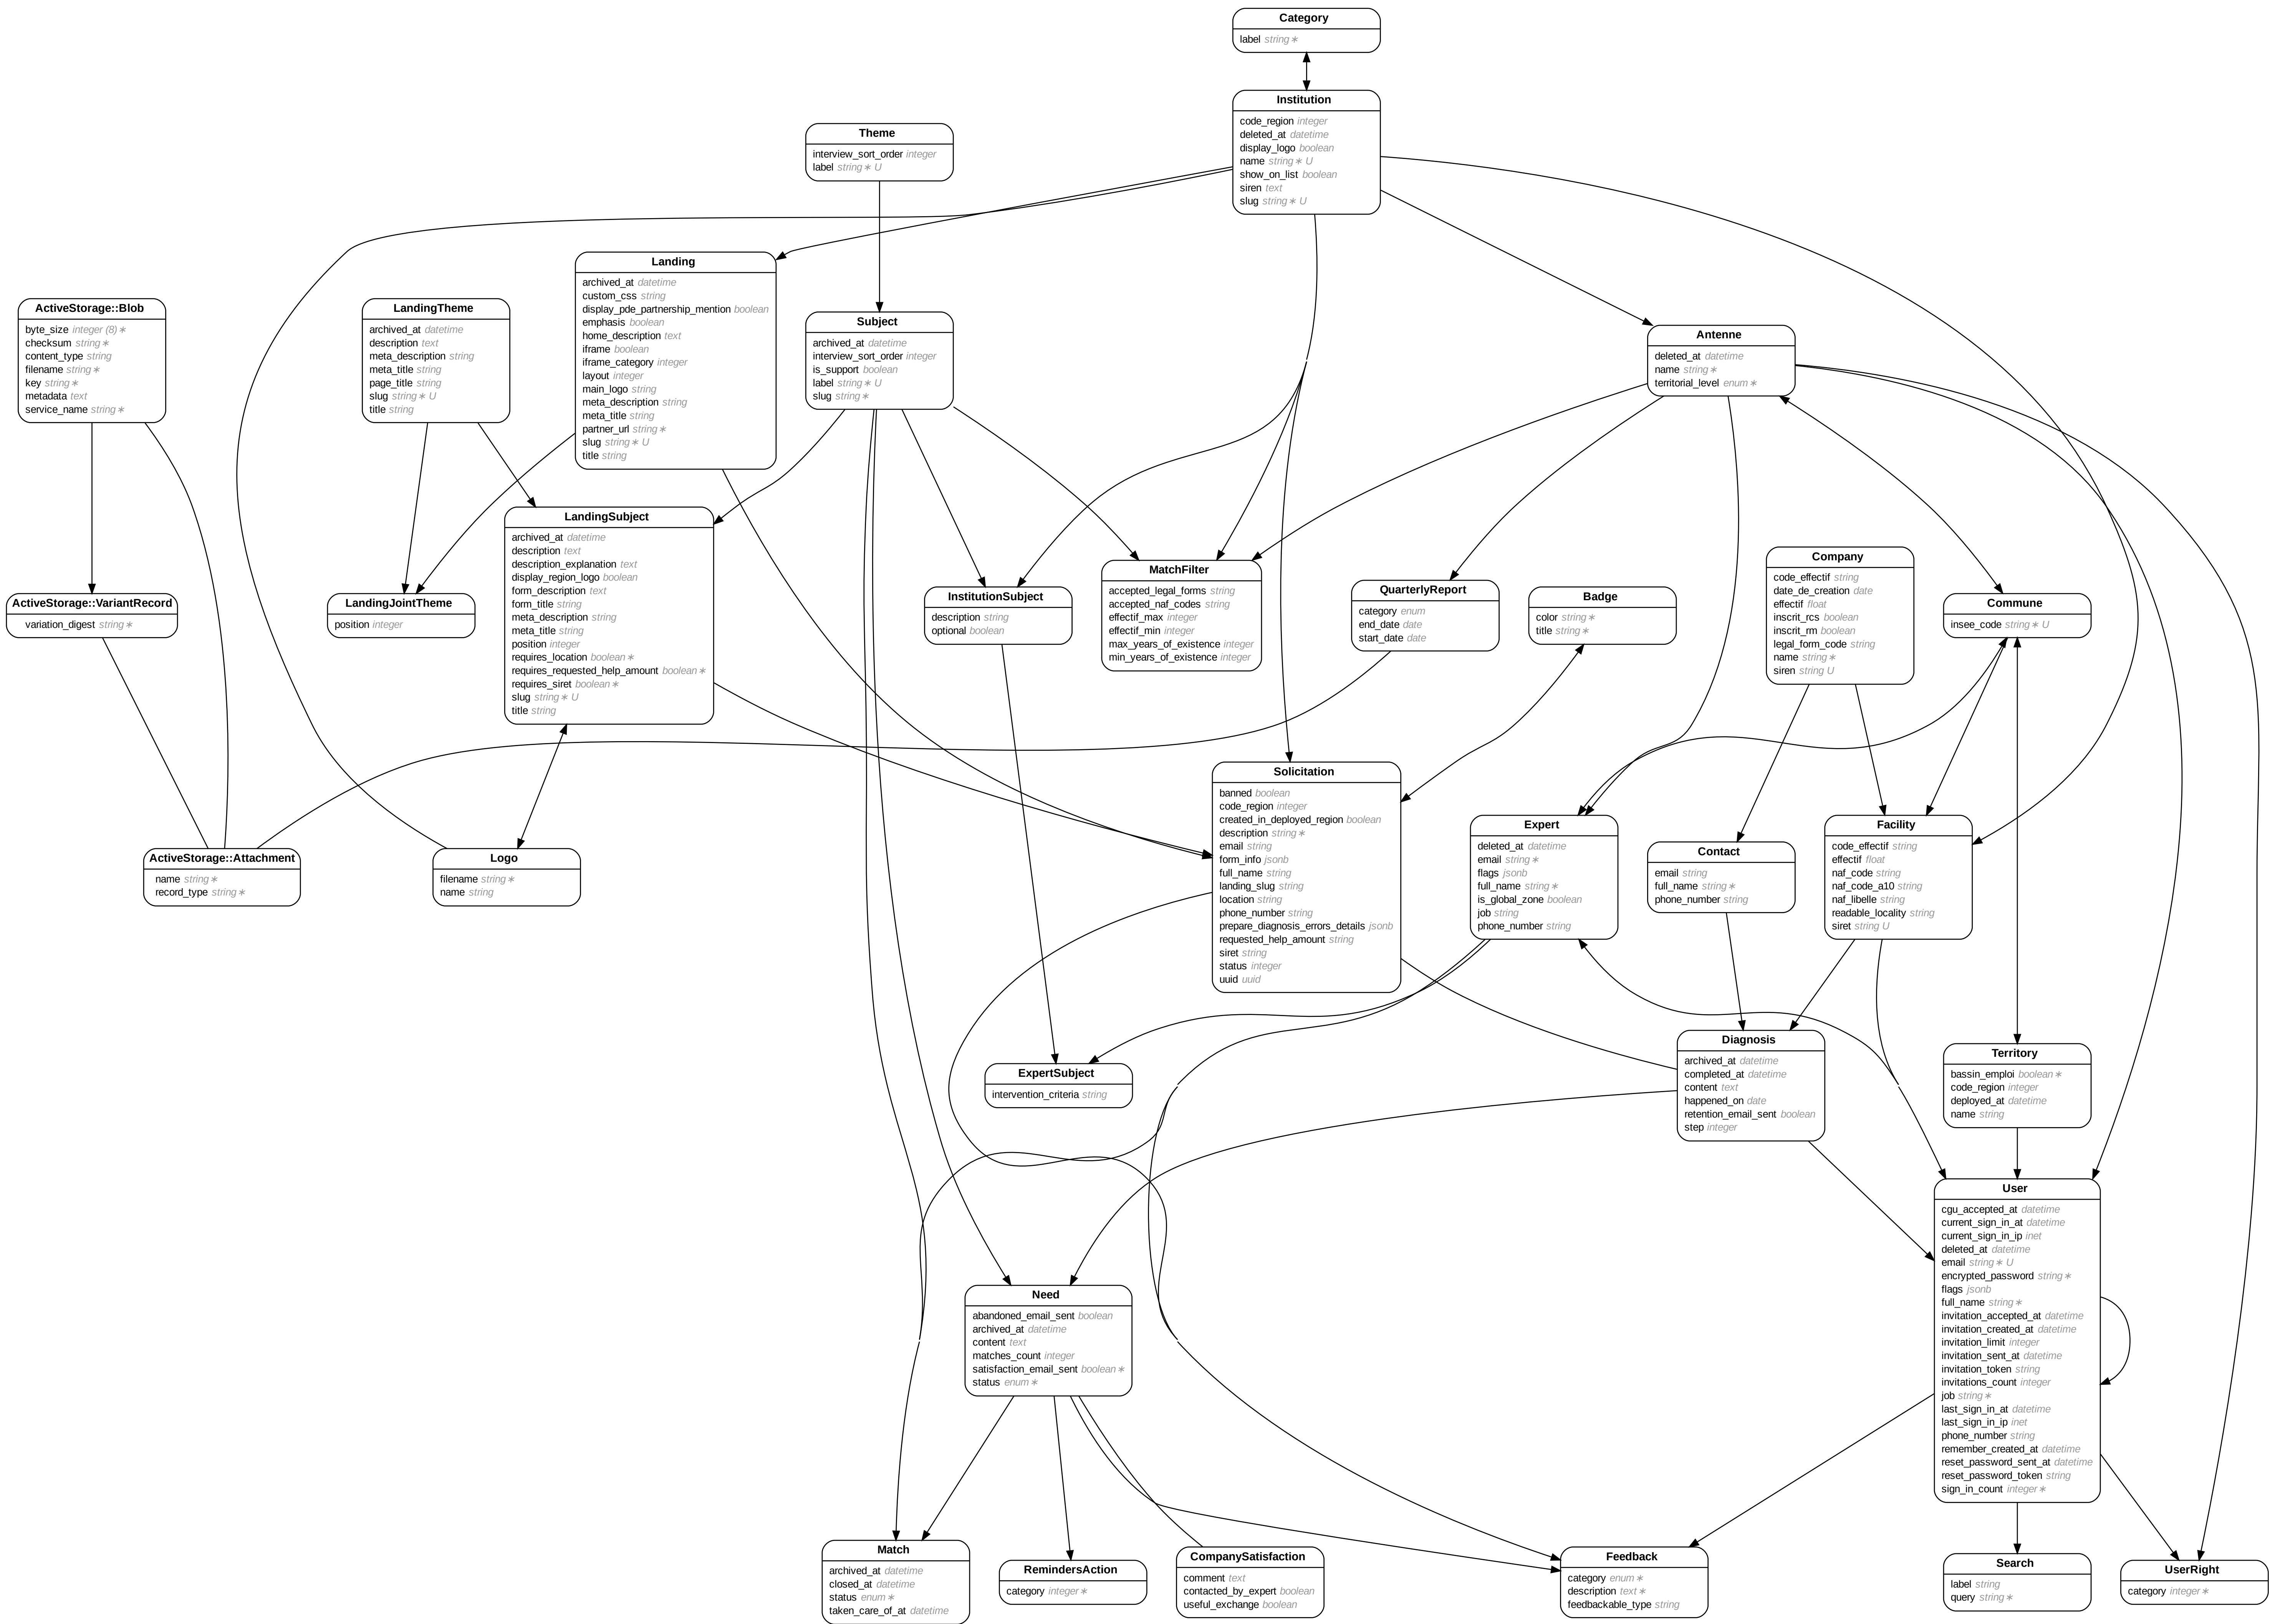 Category
label string∗
Institution
code_region integer
deleted_at datetime
display_logo boolean
name string∗ U
show_on_list boolean
siren text
slug string∗ U
Theme
interview_sort_order integer
label string∗ U
Landing
archived_at datetime
custom_css string
display_pde_partnership_mention boolean
emphasis boolean
home_description text
iframe boolean
iframe_category integer
layout integer
main_logo string
meta_description string
meta_title string
partner_url string∗
slug string∗ U
title string
ActiveStorage::Blob
byte_size integer (8)∗
checksum string∗
content_type string
filename string∗
key string∗
metadata text
service_name string∗
LandingTheme
archived_at datetime
description text
meta_description string
meta_title string
page_title string
slug string∗ U
title string
Subject
archived_at datetime
interview_sort_order integer
is_support boolean
label string∗ U
slug string∗
Antenne
deleted_at datetime
name string∗
territorial_level enum∗
LandingSubject
archived_at datetime
description text
description_explanation text
display_region_logo boolean
form_description text
form_title string
meta_description string
meta_title string
position integer
requires_location boolean∗
requires_requested_help_amount boolean∗
requires_siret boolean∗
slug string∗ U
title string
Company
code_effectif string
date_de_creation date
effectif float
inscrit_rcs boolean
inscrit_rm boolean
legal_form_code string
name string∗
siren string U
MatchFilter
accepted_legal_forms string
accepted_naf_codes string
effectif_max integer
effectif_min integer
max_years_of_existence integer
min_years_of_existence integer
QuarterlyReport
category enum
end_date date
start_date date
InstitutionSubject
description string
optional boolean
Badge
color string∗
title string∗
ActiveStorage::VariantRecord
variation_digest string∗
LandingJointTheme
position integer
Commune
insee_code string∗ U
Solicitation
banned boolean
code_region integer
created_in_deployed_region boolean
description string∗
email string
form_info jsonb
full_name string
landing_slug string
location string
phone_number string
prepare_diagnosis_errors_details jsonb
requested_help_amount string
siret string
status integer
uuid uuid
Expert
deleted_at datetime
email string∗
flags jsonb
full_name string∗
is_global_zone boolean
job string
phone_number string
Facility
code_effectif string
effectif float
naf_code string
naf_code_a10 string
naf_libelle string
readable_locality string
siret string U
Contact
email string
full_name string∗
phone_number string
ActiveStorage::Attachment
name string∗
record_type string∗
Logo
filename string∗
name string
Diagnosis
archived_at datetime
completed_at datetime
content text
happened_on date
retention_email_sent boolean
step integer
Territory
bassin_emploi boolean∗
code_region integer
deployed_at datetime
name string
ExpertSubject
intervention_criteria string
User
cgu_accepted_at datetime
current_sign_in_at datetime
current_sign_in_ip inet
deleted_at datetime
email string∗ U
encrypted_password string∗
flags jsonb
full_name string∗
invitation_accepted_at datetime
invitation_created_at datetime
invitation_limit integer
invitation_sent_at datetime
invitation_token string
invitations_count integer
job string∗
last_sign_in_at datetime
last_sign_in_ip inet
phone_number string
remember_created_at datetime
reset_password_sent_at datetime
reset_password_token string
sign_in_count integer∗
Need
abandoned_email_sent boolean
archived_at datetime
content text
matches_count integer
satisfaction_email_sent boolean∗
status enum∗
Match
archived_at datetime
closed_at datetime
status enum∗
taken_care_of_at datetime
RemindersAction
category integer∗
CompanySatisfaction
comment text
contacted_by_expert boolean
useful_exchange boolean
Feedback
category enum∗
description text∗
feedbackable_type string
Search
label string
query string∗
UserRight
category integer∗